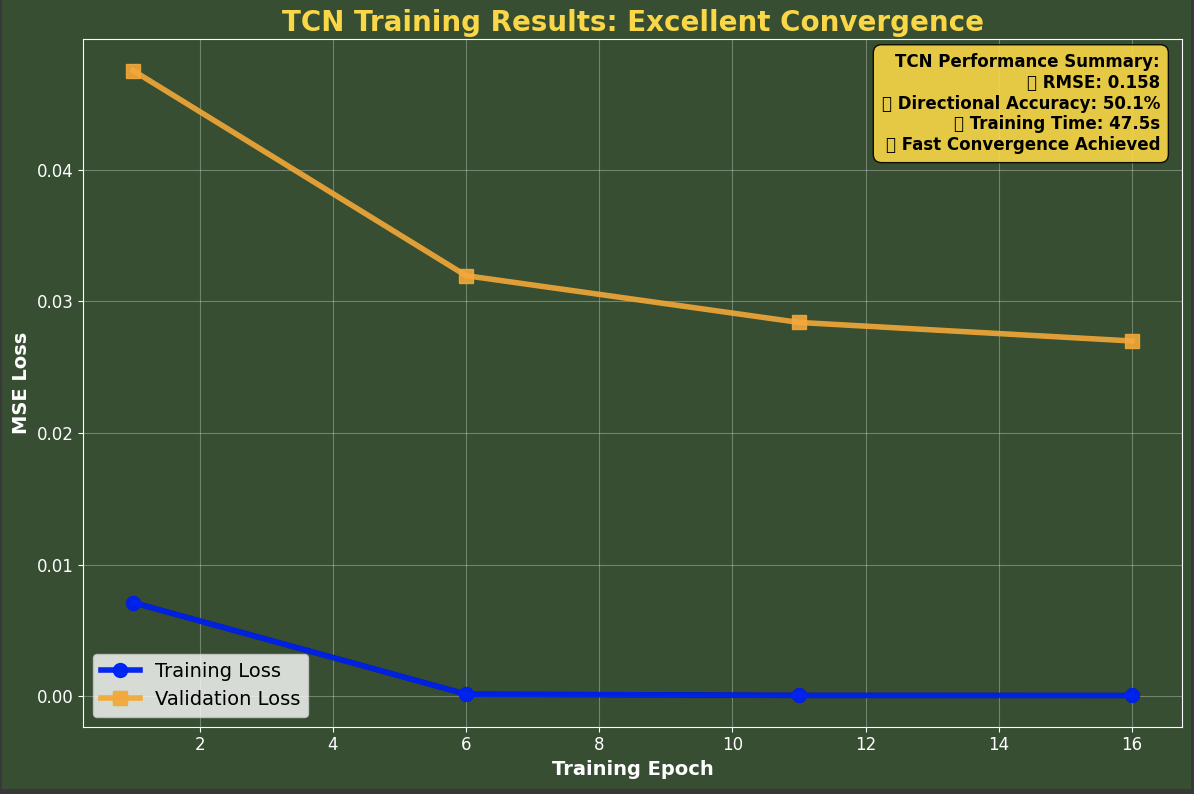 TCN Training Results: Excellent Convergence
TCN Performance Summary:
▯ RMSE: 0.158
▯ Directional Accuracy: 50.1%
▯ Training Time: 47.5s
▯ Fast Convergence Achieved
MSE Loss
0.04
0.03
0.02
0.01
0.00
Training Loss
Validation Loss
2 4 6 8 10 12 14 16
Training Epoch